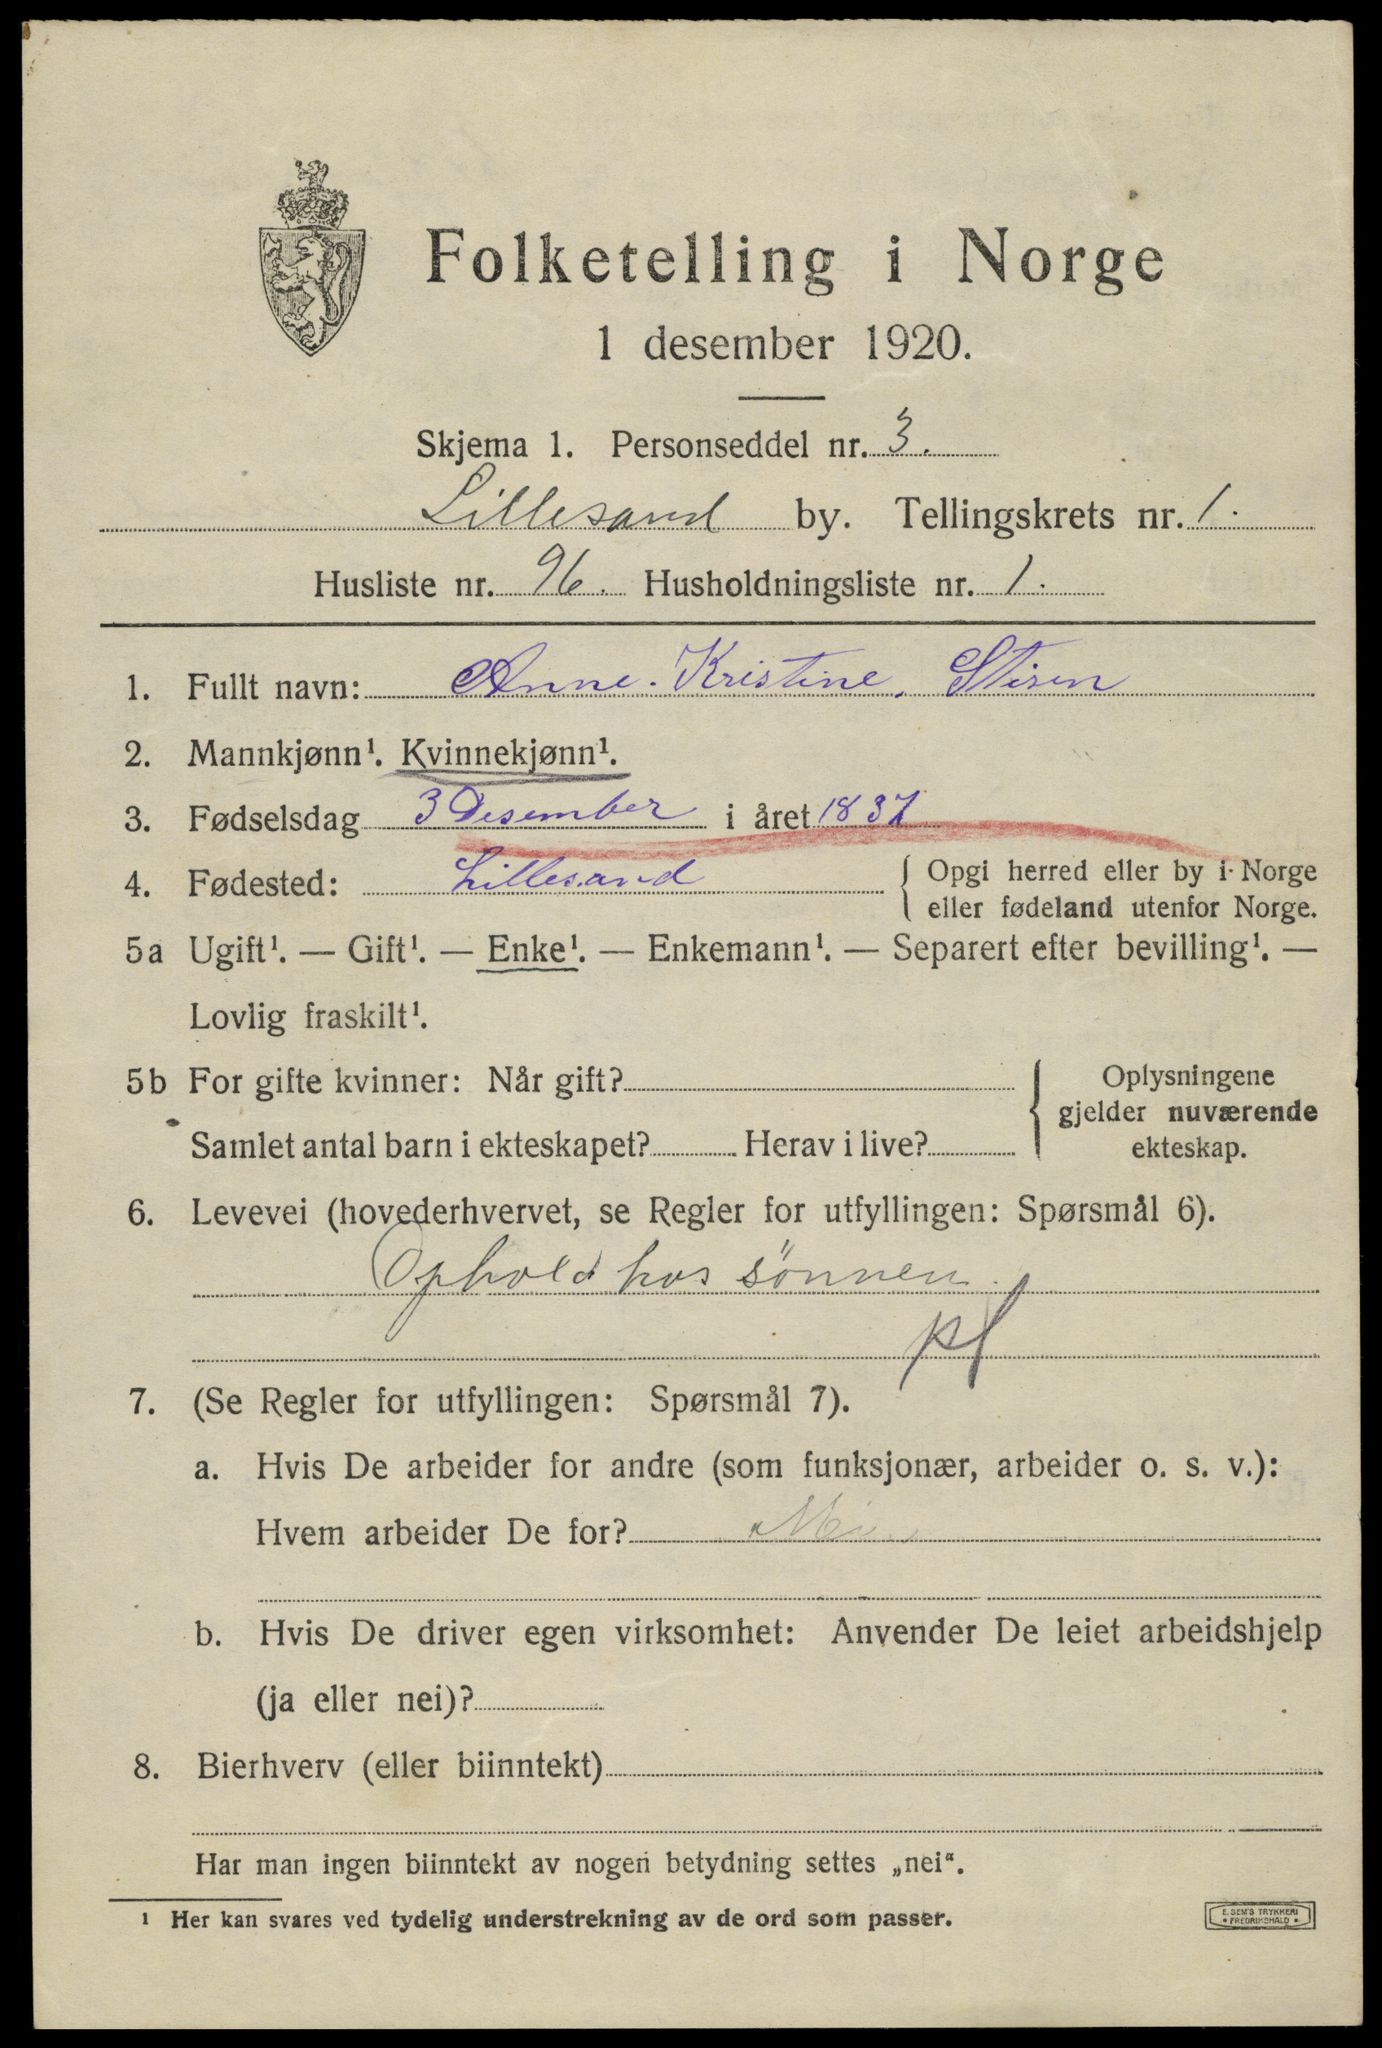 Folketelling i Norge
1 desember 1920.
Skjema 1. Personseddel nr. 3.
Lillesand by. Tellingskrets nr. 1.
Husliste nr. 96. Husholdningsliste nr. 1.
1. Fullt navn: Anne. Kristine. Stiren
2. Mannkjønn¹. Kvinnekjønn¹.
3. Fødselsdag 3 Desember i året 1837
4. Fødested: Lillesand { Opgi herred eller by i Norge
eller fødeland utenfor Norge.
5a Ugift¹. — Gift¹. — Enke¹. — Enkemann¹. — Separert efter bevilling¹. —
Lovlig fraskilt¹.
5b For gifte kvinner: Når gift? { Oplysningene
gjelder nuværende
Samlet antal barn i ekteskapet? Herav i live? ekteskap.
6. Levevei (hovederhvervet, se Regler for utfyllingen: Spørsmål 6).
Ophold hos sönnen.
pf
7. (Se Regler for utfyllingen: Spørsmål 7).
a. Hvis De arbeider for andre (som funksjonær, arbeider o. s. v.):
Hvem arbeider De for?
b. Hvis De driver egen virksomhet: Anvender De leiet arbeidshjelp
(ja eller nei)?
8. Bierhverv (eller biinntekt)
Har man ingen biinntekt av nogen betydning settes „nei“.
¹ Her kan svares ved tydelig understrekning av de ord som passer.
E. SEM'S TRYKKERI
• FREDRIKSHALD •